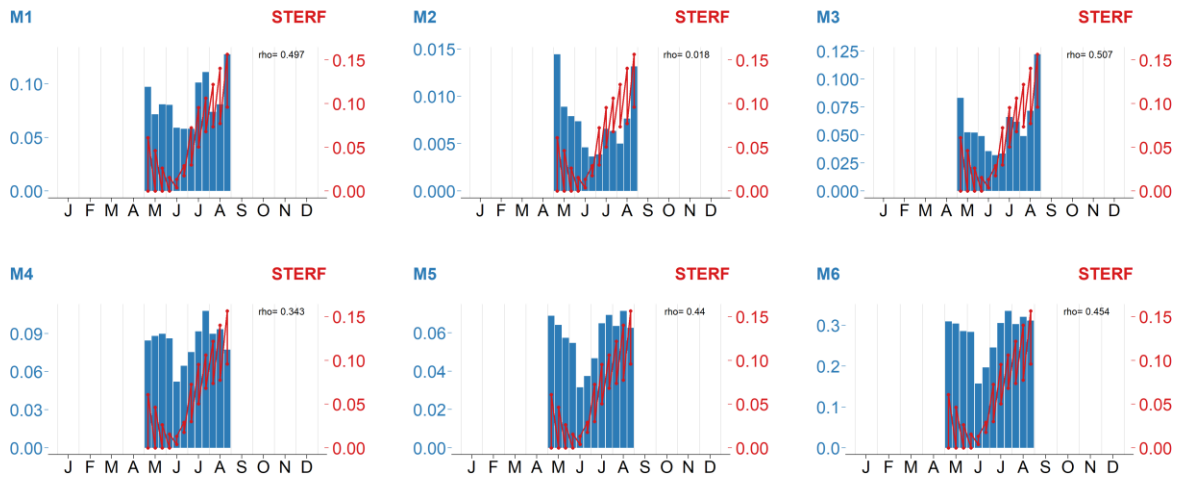 M1 STERF M2 STERF M3 STERF
rho= 0.497 rho= 0.018 rho= 0.507
0.10 0.05 0.00 0.15 0.10 0.05 0.00
0.015 0.010 0.005 0.000 0.15 0.10 0.05 0.00
0.125 0.100 0.075 0.050 0.025 0.000 0.15 0.10 0.05 0.00
J F M A M J J A S O N D J F M A M J J A S O N D J F M A M J J A S O N D
M4 STERF M5 STERF M6 STERF
rho= 0.343 rho= 0.44 rho= 0.454
0.09 0.06 0.03 0.00 0.15 0.10 0.05 0.00
0.06 0.04 0.02 0.00 0.15 0.10 0.05 0.00
0.3 0.2 0.1 0.0 0.15 0.10 0.05 0.00
J F M A M J J A S O N D J F M A M J J A S O N D J F M A M J J A S O N D